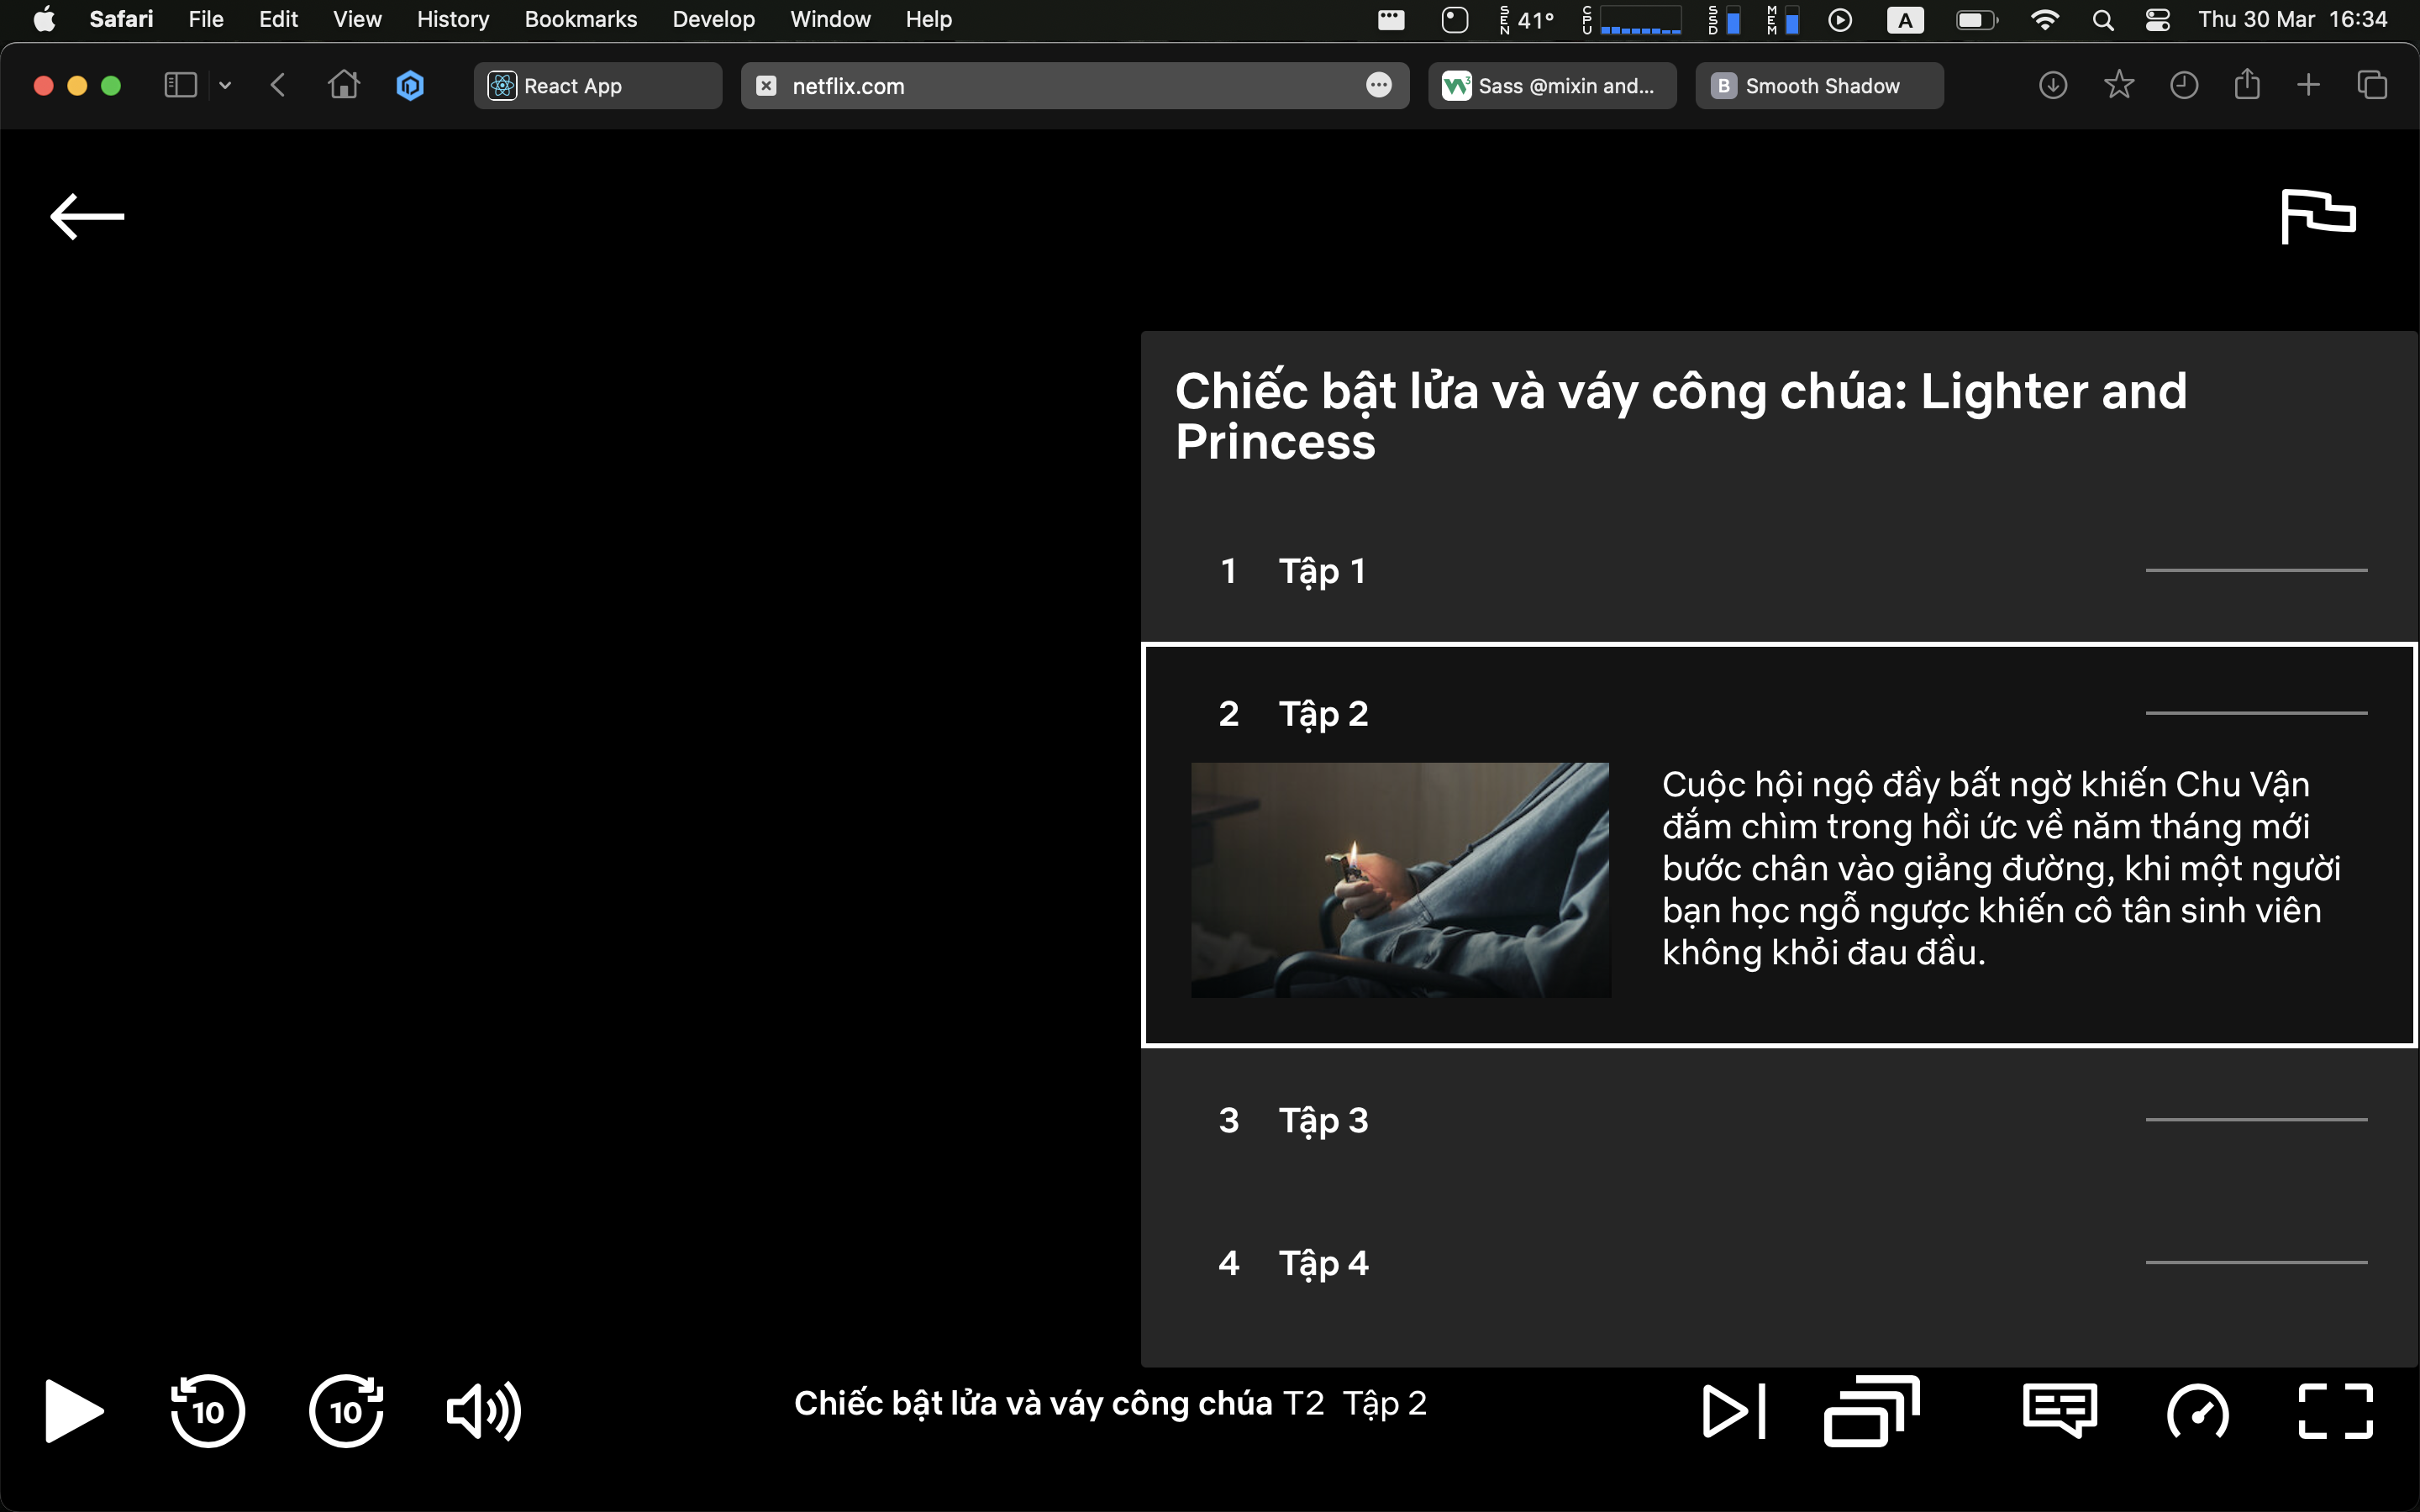 Safari File Edit View History Bookmarks Develop Window Help SEN 41° CPU SSD MEM A Thu 30 Mar 16:34
React App netflix.com Sass @mixin and... B Smooth Shadow
Chiếc bật lửa và váy công chúa: Lighter and
Princess
1 Tập 1
2 Tập 2
Cuộc hội ngộ đầy bất ngờ khiến Chu Vận
đắm chìm trong hồi ức về năm tháng mới
bước chân vào giảng đường, khi một người
bạn học ngỗ ngược khiến cô tân sinh viên
không khỏi đau đầu.
3 Tập 3
4 Tập 4
10 10 Chiếc bật lửa và váy công chúa T2 Tập 2